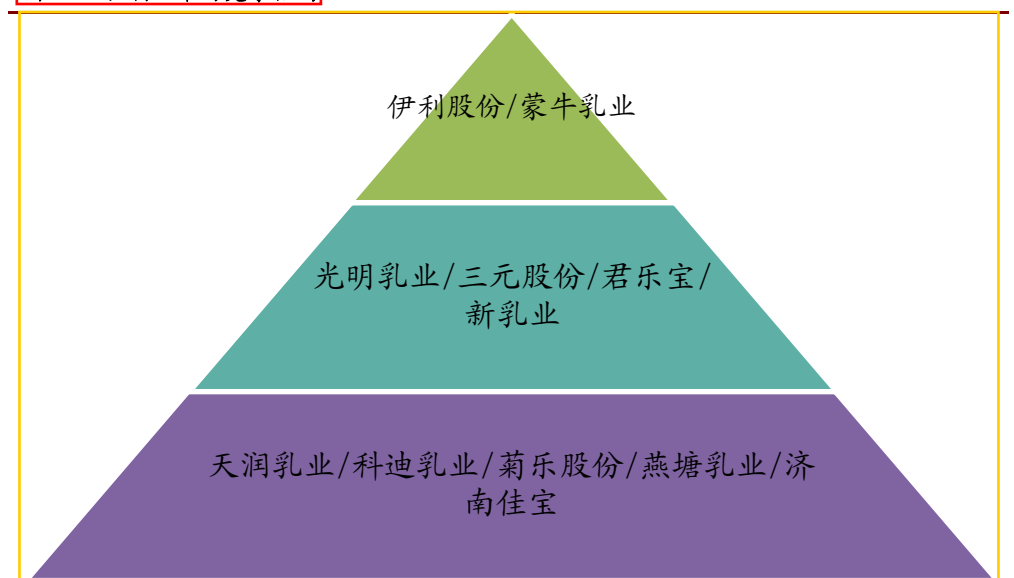 伊利股份/蒙牛乳业
光明乳业/三元股份/君乐宝/
新乳业
天润乳业/科迪乳业/菊乐股份/燕塘乳业/济
南佳宝